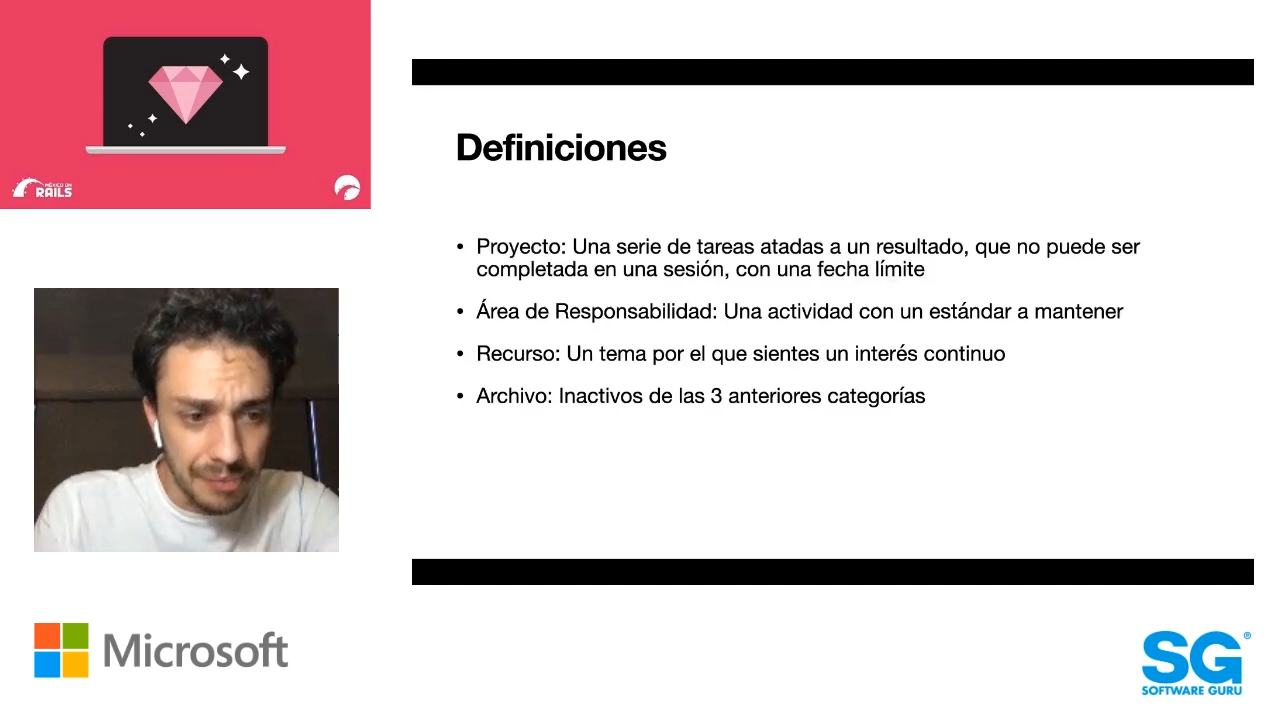 MÉXICO ON
RAILS
Definiciones
• Proyecto: Una serie de tareas atadas a un resultado, que no puede ser
completada en una sesión, con una fecha límite
• Área de Responsabilidad: Una actividad con un estándar a mantener
• Recurso: Un tema por el que sientes un interés continuo
• Archivo: Inactivos de las 3 anteriores categorías
Microsoft
SG®
SOFTWARE GURU